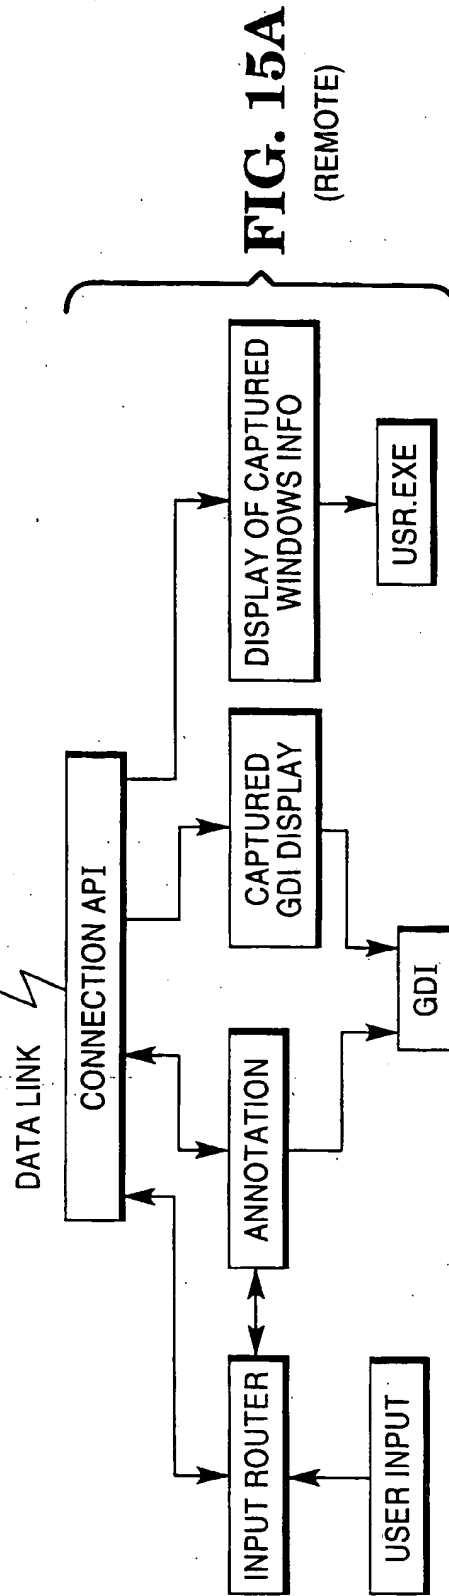 DATA LINK
CONNECTION API
INPUT ROUTER
ANNOTATION
CAPTURED
GDI DISPLAY
DISPLAY OF CAPTURED
WINDOWS INFO
USER INPUT
GDI
USR.EXE
FIG. 15A
(REMOTE)